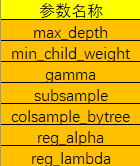 参数名称
max_depth
min_child_weight
gamma
subsample
colsample_bytree
reg_alpha
reg_lambda